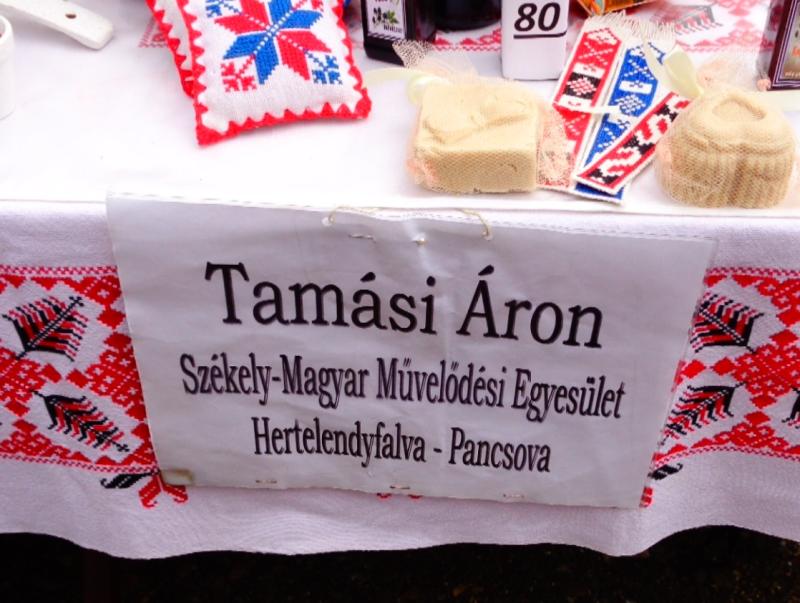 80
Tamási Áron
Székely-Magyar Művelődési Egyesület
Hertelendyfalva - Pancsova